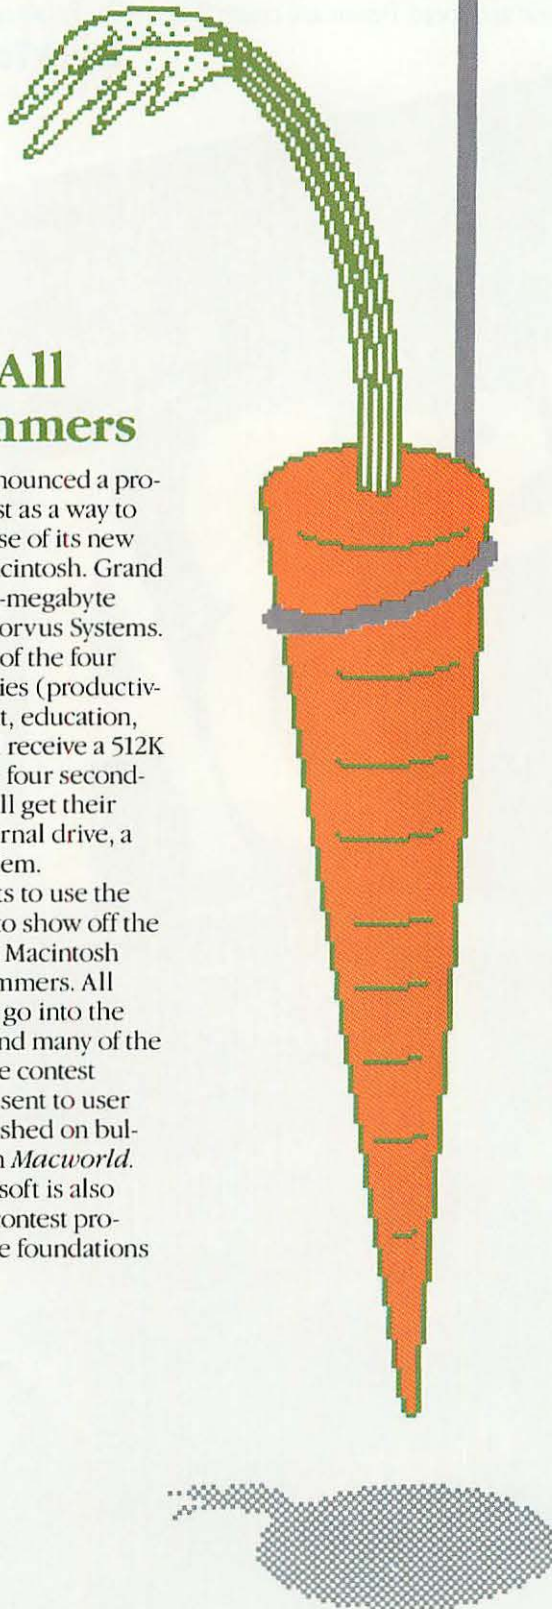 All
mmers
nounced a pro-
st as a way to
se of its new
cintosh. Grand
-megabyte
orvus Systems.
of the four
ies (productiv-
t, education,
receive a 512K
four second-
ll get their
rnal drive, a
em.
ts to use the
to show off the
Macintosh
nmers. All
go into the
nd many of the
e contest
sent to user
shed on bul-
n Macworld.
soft is also
contest pro-
e foundations